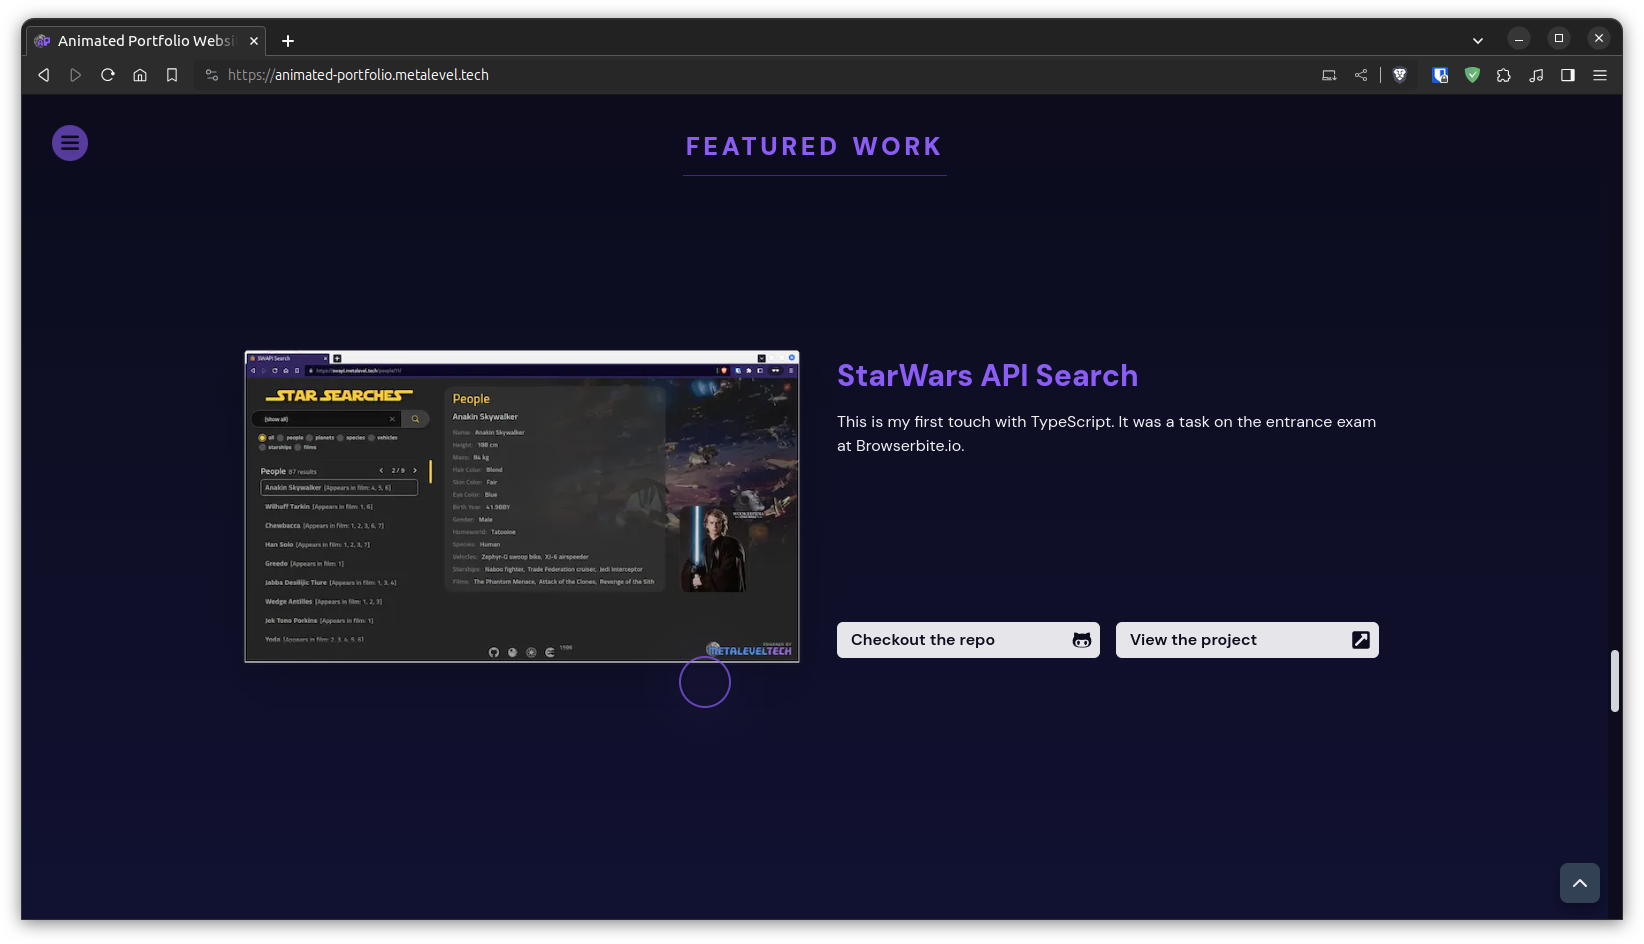 Animated Portfolio Websi
https://animated-portfolio.metalevel.tech
FEATURED WORK
SWAPI Search
https://swapi.metalevel.tech/people/11/
STAR SEARCHES
(show all)
all people planets species vehicles
starships films
People 87 results 2 / 9
Anakin Skywalker [Appears in film: 4, 5, 6]
Wilhuff Tarkin [Appears in film: 1, 6]
Chewbacca [Appears in film: 1, 2, 3, 6, 7]
Han Solo [Appears in film: 1, 2, 3, 7]
Greedo [Appears in film: 1]
Jabba Desilijic Tiure [Appears in film: 1, 3, 4]
Wedge Antilles [Appears in film: 1, 2, 3]
Jek Tono Porkins [Appears in film: 1]
Yoda [Appears in film: 2, 3, 4, 5, 6]
People
Anakin Skywalker
Name: Anakin Skywalker
Height: 188 cm
Mass: 84 kg
Hair Color: Blond
Skin Color: Fair
Eye Color: Blue
Birth Year: 41.9BBY
Gender: Male
Homeworld: Tatooine
Species: Human
Vehicles: Zephyr-G swoop bike, XJ-6 airspeeder
Starships: Naboo fighter, Trade Federation cruiser, Jedi Interceptor
Films: The Phantom Menace, Attack of the Clones, Revenge of the Sith
WOOKIEEPEDIA
POWERED BY
METALEVELTECH
StarWars API Search
This is my first touch with TypeScript. It was a task on the entrance exam
at Browserbite.io.
Checkout the repo
View the project